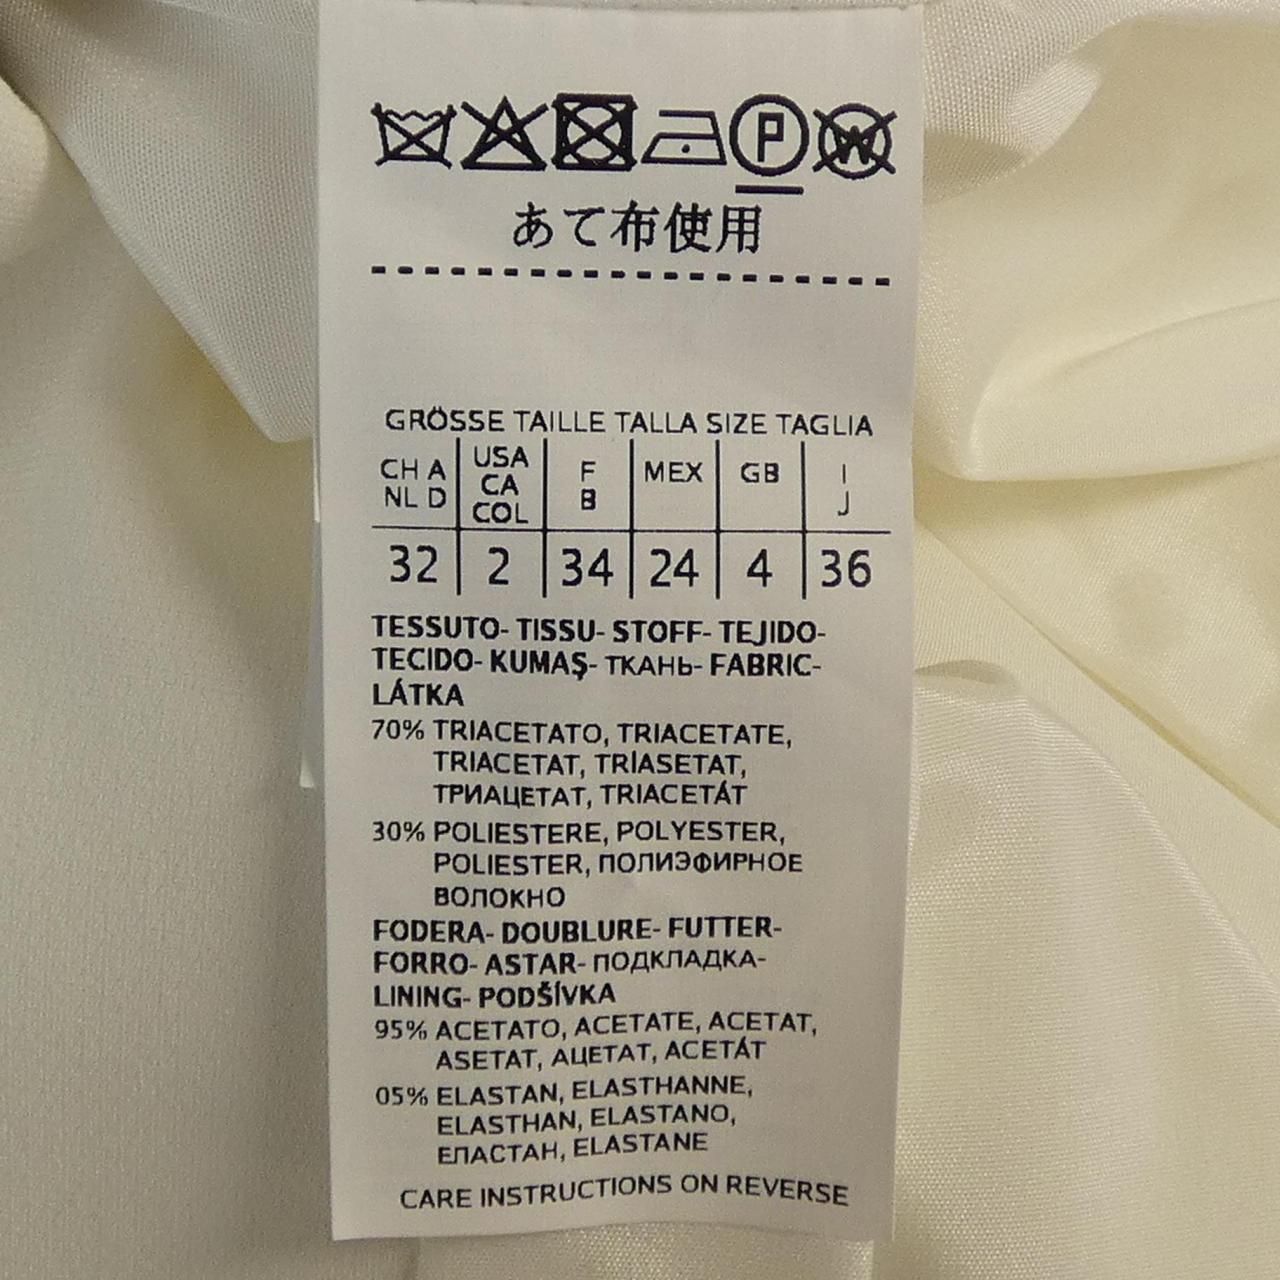 P W
あて布使用
GRÖSSE TAILLE TALLA SIZE TAGLIA
CH A NL D | USA CA COL | F B | MEX | GB | I J
32 | 2 | 34 | 24 | 4 | 36
TESSUTO- TISSU- STOFF- TEJIDO-
TECIDO- KUMAŞ- ТКАНЬ- FABRIC-
LÁTKA
70% TRIACETATO, TRIACETATE,
TRIACETAT, TRİASETAT,
ТРИАЦЕТАТ, TRIACETÁT
30% POLIESTERE, POLYESTER,
POLIESTER, ПОЛИЭФИРНОЕ
ВОЛОКНО
FODERA- DOUBLURE- FUTTER-
FORRO- ASTAR- ПОДКЛАДКА-
LINING- PODŠÍVKA
95% ACETATO, ACETATE, ACETAT,
ASETAT, АЦЕТАТ, ACETÁT
05% ELASTAN, ELASTHANNE,
ELASTHAN, ELASTANO,
ЕЛАСТАН, ELASTANE
CARE INSTRUCTIONS ON REVERSE